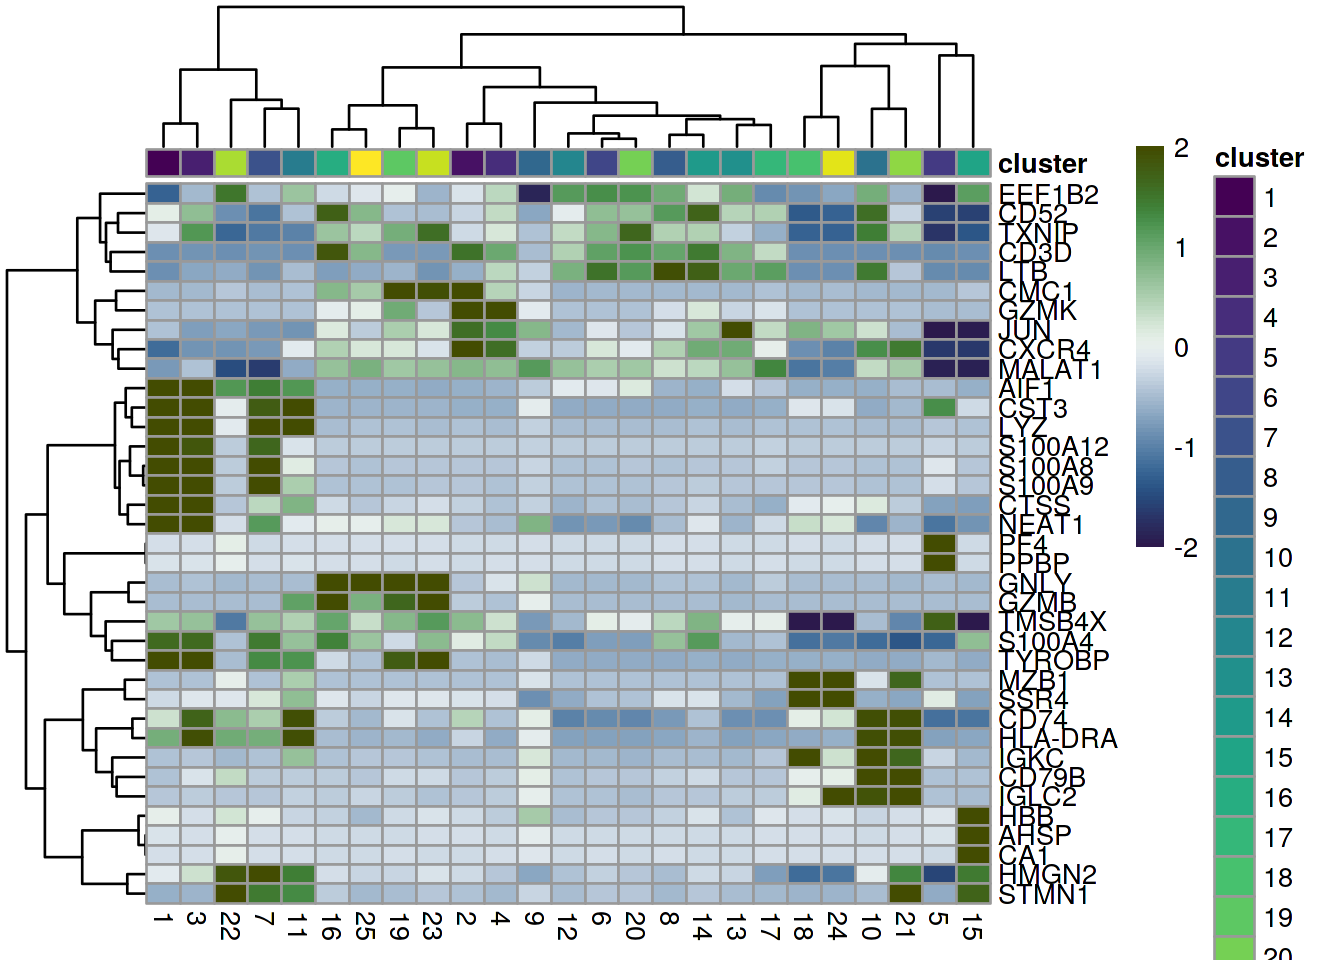 cluster
EEF1B2
CD52
TXNIP
CD3D
LTB
CMC1
GZMK
JUN
CXCR4
MALAT1
AIF1
CST3
LYZ
S100A12
S100A8
S100A9
CTSS
NEAT1
PF4
PPBP
GNLY
GZMB
TMSB4X
S100A4
TYROBP
MZB1
SSR4
CD74
HLA-DRA
IGKC
CD79B
IGLC2
HBB
AHSP
CA1
HMGN2
STMN1
1 3 22 7 11 16 25 19 23 2 4 9 12 6 20 8 14 13 17 18 24 10 21 5 15
2
1
0
-1
-2
cluster
1
2
3
4
5
6
7
8
9
10
11
12
13
14
15
16
17
18
19
20